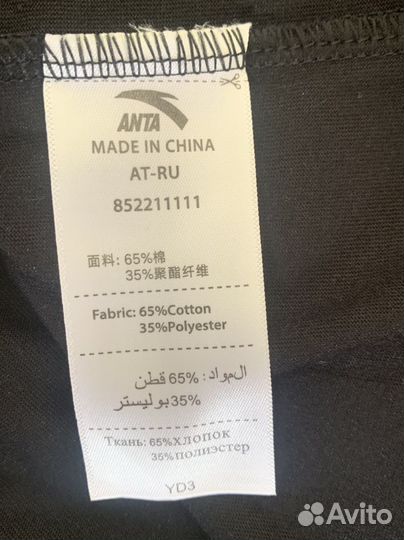 ANTA
MADE IN CHINA
AT-RU
852211111
面料: 65%棉
35%聚酯纤维
Fabric: 65%Cotton
35%Polyester
المواد: 65% قطن
35% بوليستر
Ткань: 65%хлопок
35%полиэстер
YD3
Avito